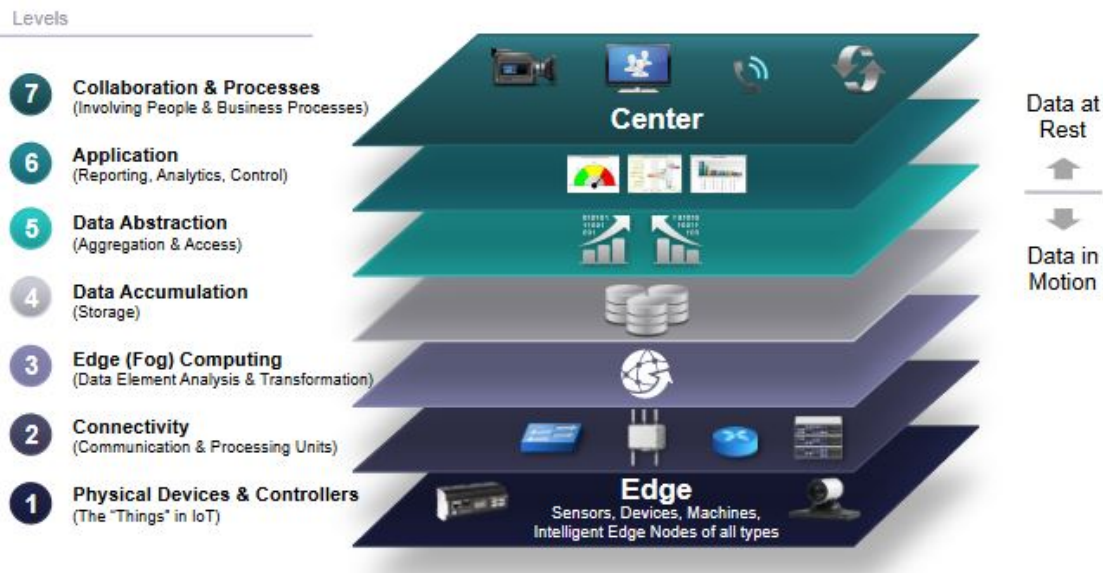 Levels
7
Collaboration & Processes
(Involving People & Business Processes)
6
Application
(Reporting, Analytics, Control)
5
Data Abstraction
(Aggregation & Access)
4
Data Accumulation
(Storage)
3
Edge (Fog) Computing
(Data Element Analysis & Transformation)
2
Connectivity
(Communication & Processing Units)
1
Physical Devices & Controllers
(The "Things" in IoT)
Center
Edge
Sensors, Devices, Machines,
Intelligent Edge Nodes of all types
Data at
Rest
Data in
Motion